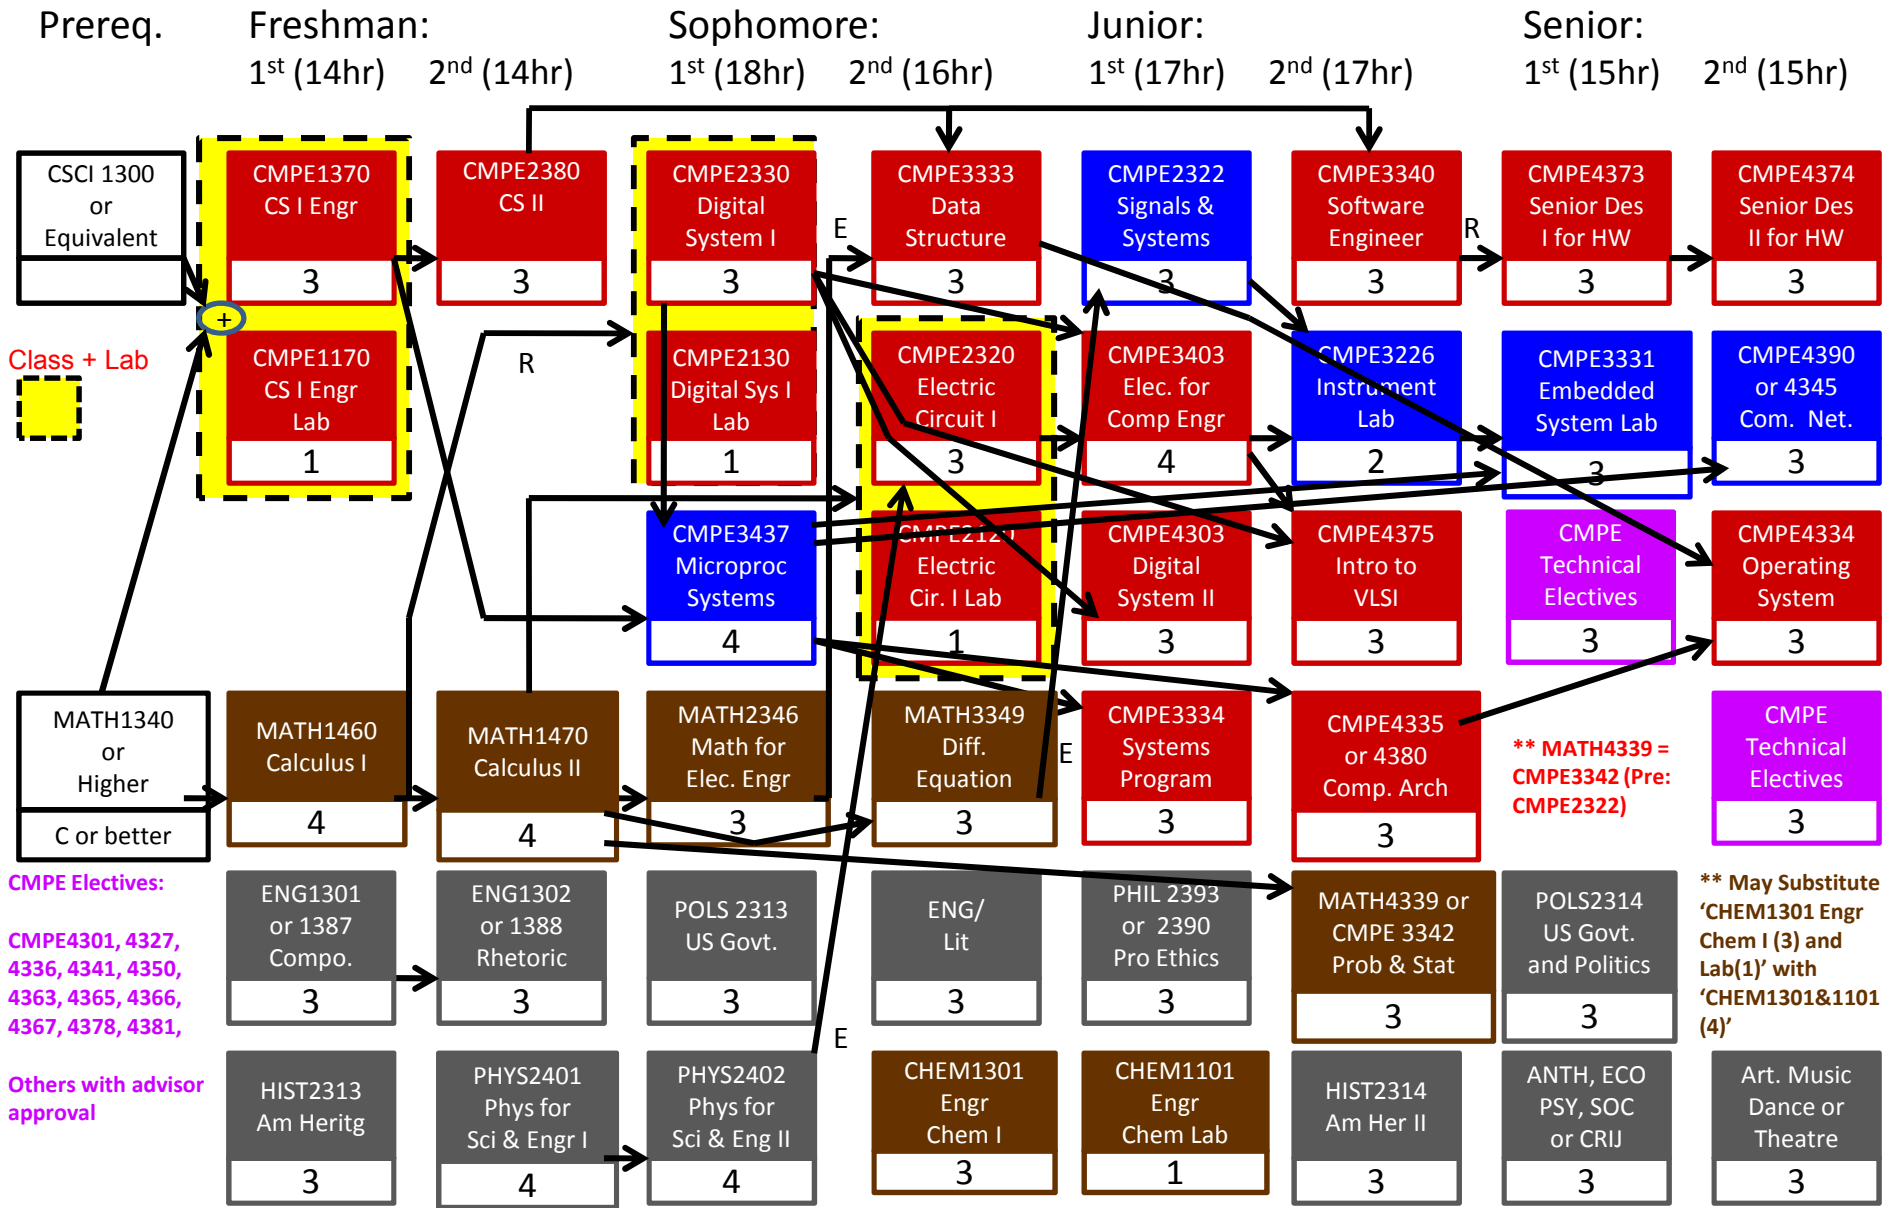 Prereq.
Freshman:
Sophomore:
Junior:
Senior:
1st (14hr)
2nd (14hr)
1st (18hr)
2nd (16hr)
1st (17hr)
2nd (17hr)
1st (15hr)
2nd (15hr)
CSCI 1300
or
Equivalent
CMPE1370
CS I Engr
3
CMPE2380
CS II
3
CMPE2330
Digital
System I
3
E
CMPE3333
Data
Structure
3
CMPE2322
Signals &
Systems
3
CMPE3340
Software
Engineer
3
R
CMPE4373
Senior Des
I for HW
3
CMPE4374
Senior Des
II for HW
3
+
Class + Lab
CMPE1170
CS I Engr
Lab
1
R
CMPE2130
Digital Sys I
Lab
1
CMPE2320
Electric
Circuit I
3
CMPE3403
Elec. for
Comp Engr
4
CMPE3226
Instrument
Lab
2
CMPE3331
Embedded
System Lab
3
CMPE4390
or 4345
Com. Net.
3
CMPE3437
Microproc
Systems
4
CMPE2120
Electric
Cir. I Lab
1
CMPE4303
Digital
System II
3
CMPE4375
Intro to
VLSI
3
CMPE
Technical
Electives
3
CMPE4334
Operating
System
3
MATH1340
or
Higher
C or better
MATH1460
Calculus I
4
MATH1470
Calculus II
4
MATH2346
Math for
Elec. Engr
3
MATH3349
Diff.
Equation
3
E
CMPE3334
Systems
Program
3
CMPE4335
or 4380
Comp. Arch
3
** MATH4339 =
CMPE3342 (Pre:
CMPE2322)
CMPE
Technical
Electives
3
CMPE Electives:
CMPE4301, 4327,
4336, 4341, 4350,
4363, 4365, 4366,
4367, 4378, 4381,
Others with advisor
approval
ENG1301
or 1387
Compo.
3
ENG1302
or 1388
Rhetoric
3
POLS 2313
US Govt.
3
ENG/
Lit
3
PHIL 2393
or 2390
Pro Ethics
3
MATH4339 or
CMPE 3342
Prob & Stat
3
POLS2314
US Govt.
and Politics
3
** May Substitute
‘CHEM1301 Engr
Chem I (3) and
Lab(1)’ with
‘CHEM1301&1101
(4)’
HIST2313
Am Heritg
3
PHYS2401
Phys for
Sci & Engr I
4
PHYS2402
Phys for
Sci & Eng II
4
E
CHEM1301
Engr
Chem I
3
CHEM1101
Engr
Chem Lab
1
HIST2314
Am Her II
3
ANTH, ECO
PSY, SOC
or CRIJ
3
Art. Music
Dance or
Theatre
3